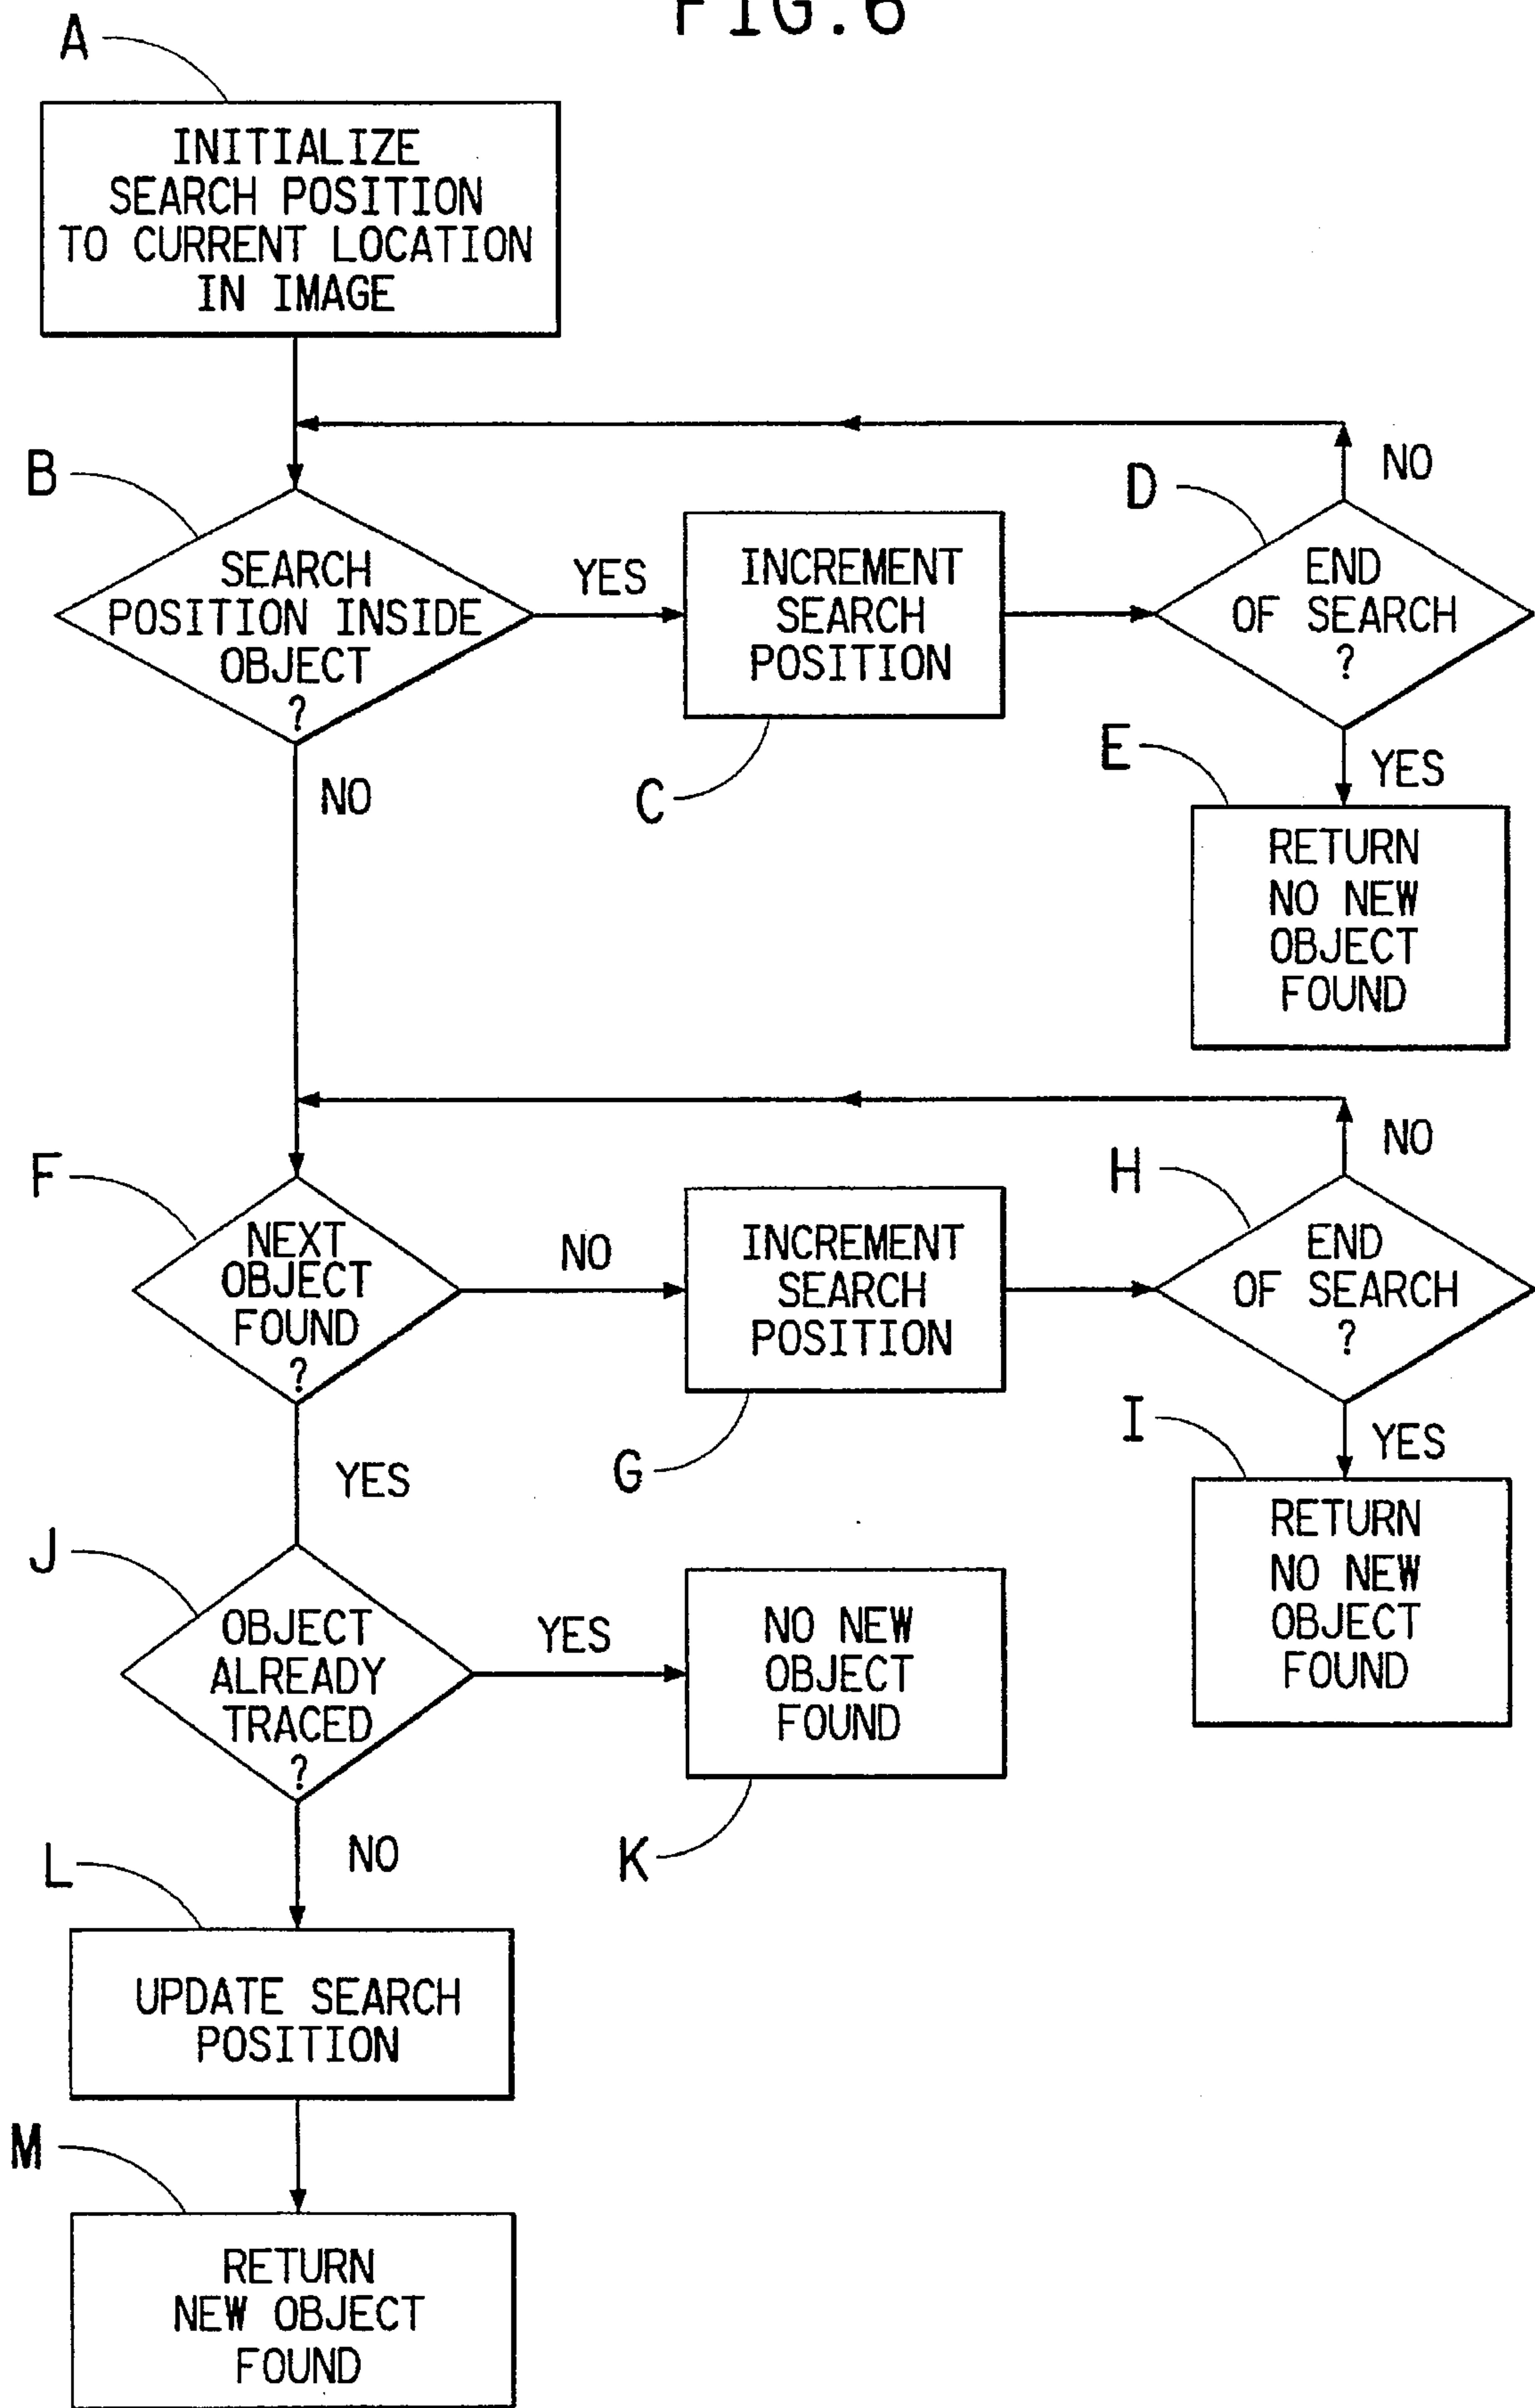 FIG.6
A
INITIALIZE
SEARCH POSITION
TO CURRENT LOCATION
IN IMAGE
B
SEARCH
POSITION INSIDE
OBJECT
?
YES
NO
INCREMENT
SEARCH
POSITION
C
D
END
OF SEARCH
?
NO
YES
E
RETURN
NO NEW
OBJECT
FOUND
F
NEXT
OBJECT
FOUND
?
NO
YES
INCREMENT
SEARCH
POSITION
G
H
END
OF SEARCH
?
NO
YES
I
RETURN
NO NEW
OBJECT
FOUND
J
OBJECT
ALREADY
TRACED
?
YES
NO
NO NEW
OBJECT
FOUND
K
L
UPDATE SEARCH
POSITION
M
RETURN
NEW OBJECT
FOUND